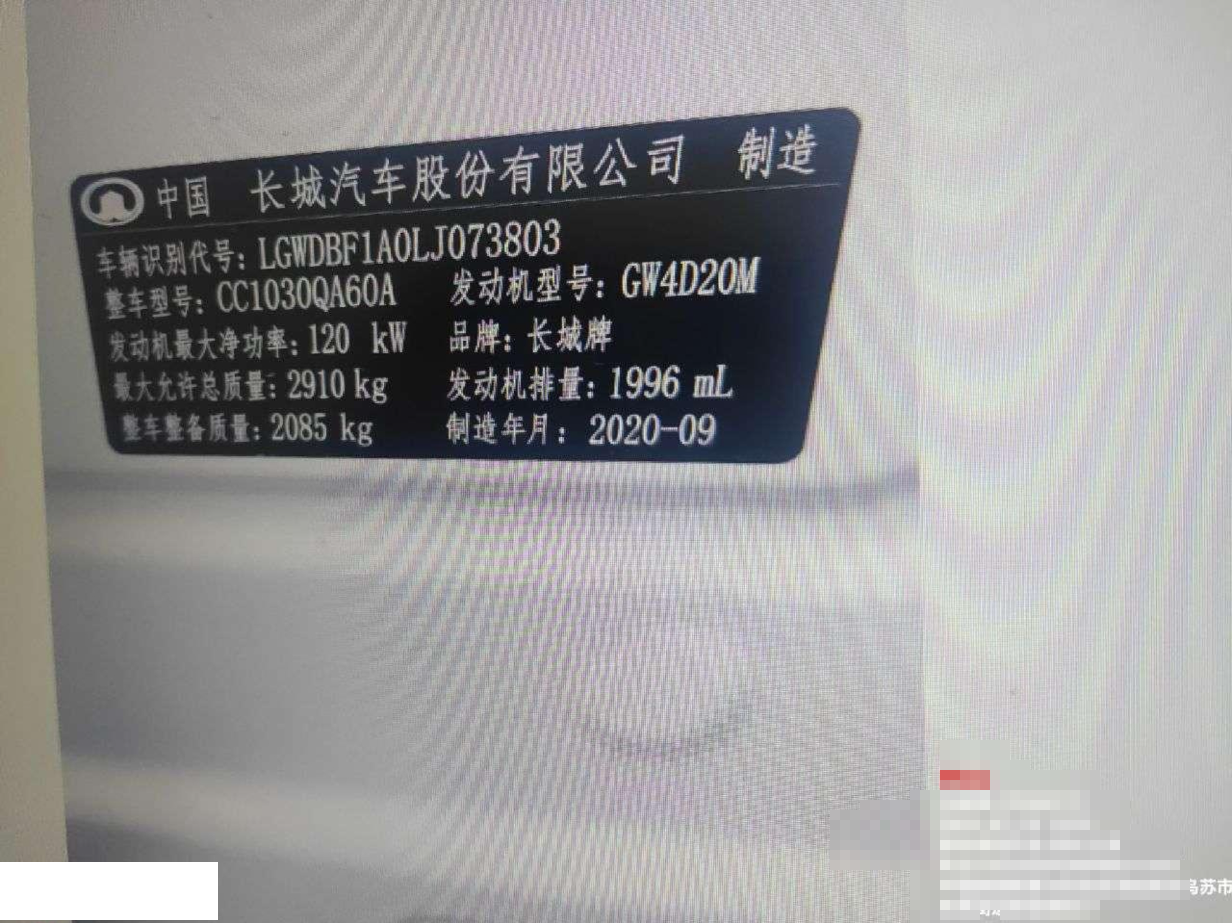 中国 长城汽车股份有限公司 制造
车辆识别代号: LGWDBF1A0LJ073803
整车型号: CC1030QA60A 发动机型号: GW4D20M
发动机最大净功率: 120 kW 品牌: 长城牌
最大允许总质量: 2910 kg 发动机排量: 1996 mL
整车整备质量: 2085 kg 制造年月: 2020-09
苏市